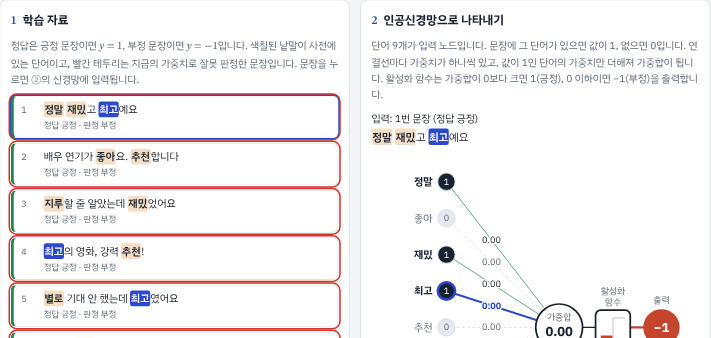 1 학습 자료
정답은 긍정 문장이면 y = 1, 부정 문장이면 y = −1입니다. 색칠된 낱말이 사전에
있는 단어이고, 빨간 테두리는 지금의 가중치로 잘못 판정한 문장입니다. 문장을 누
르면 ②의 신경망에 입력됩니다.
1 정말 재밌고 최고예요
정답 긍정 · 판정 부정
2 배우 연기가 좋아요. 추천합니다
정답 긍정 · 판정 부정
3 지루할 줄 알았는데 재밌었어요
정답 긍정 · 판정 부정
4 최고의 영화, 강력 추천!
정답 긍정 · 판정 부정
5 별로 기대 안 했는데 최고였어요
정답 긍정 · 판정 부정
2 인공신경망으로 나타내기
단어 9개가 입력 노드입니다. 문장에 그 단어가 있으면 값이 1, 없으면 0입니다. 연
결선마다 가중치가 하나씩 있고, 값이 1인 단어의 가중치만 더해져 가중합이 됩니
다. 활성화 함수는 가중합이 0보다 크면 1(긍정), 0 이하이면 −1(부정)을 출력합니
다.
입력: 1번 문장 (정답 긍정)
정말 재밌고 최고예요
정말 1
좋아 0
0.00
재밌 1
0.00
0.00
최고 1
0.00
활성화
함수
출력
추천 0
0.00
가중합
0.00
−1